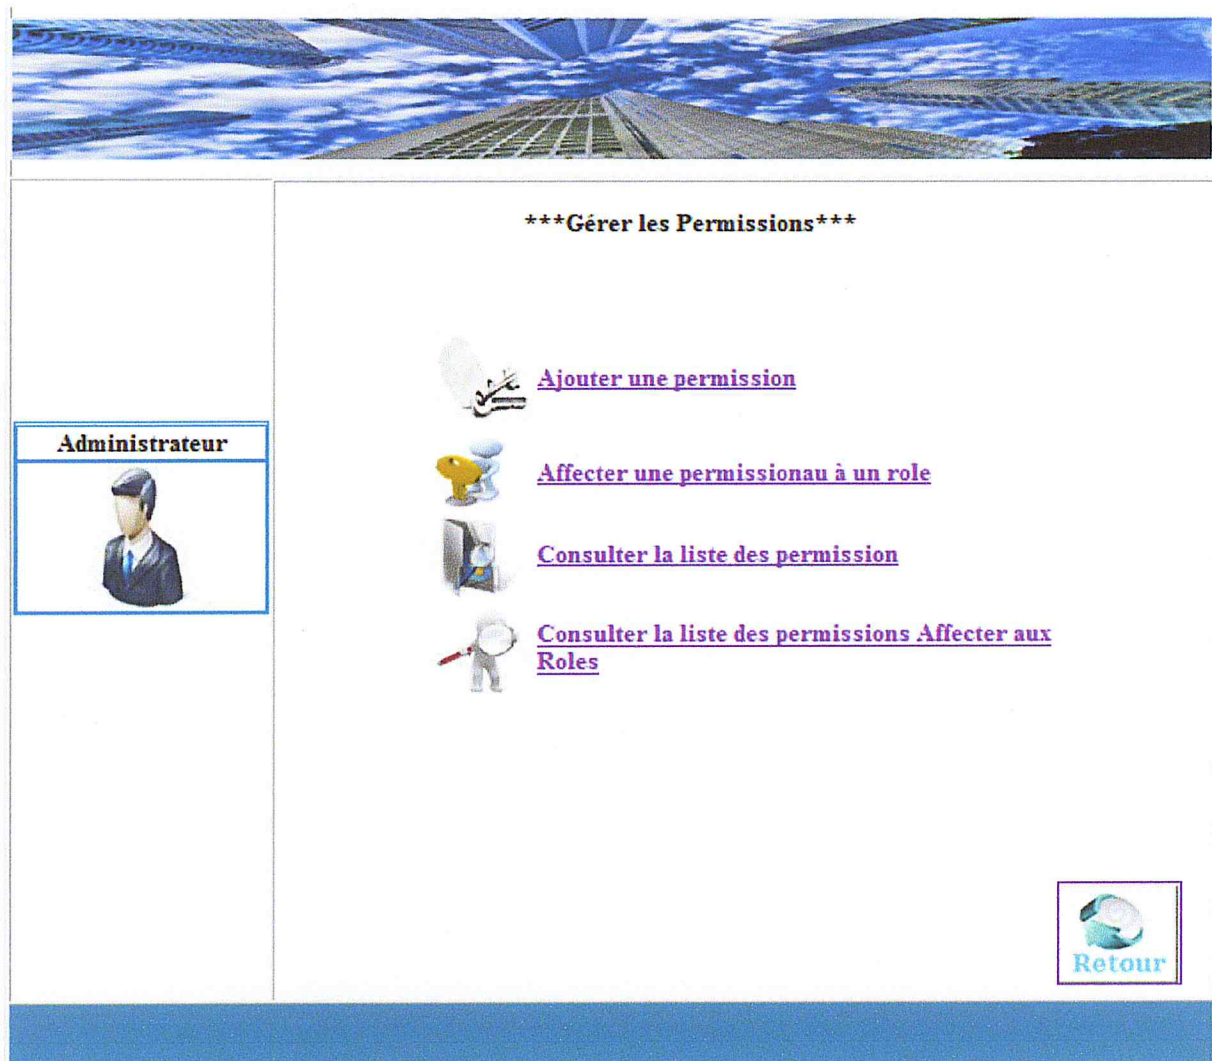 ***Gérer les Permissions***
Ajouter une permission
Administrateur
Affecter une permissionau à un role
Consulter la liste des permission
Consulter la liste des permissions Affecter aux
Roles
Retour